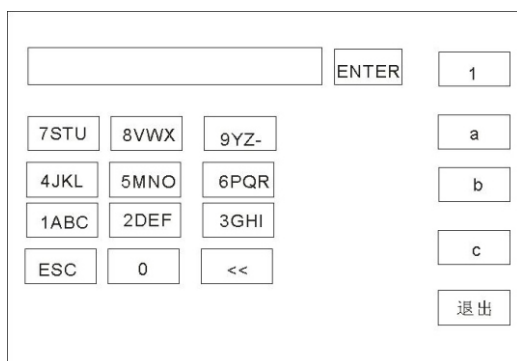 ENTER 1
7STU 8VWX 9YZ- a
4JKL 5MNO 6PQR b
1ABC 2DEF 3GHI
c
ESC 0 <<
退出